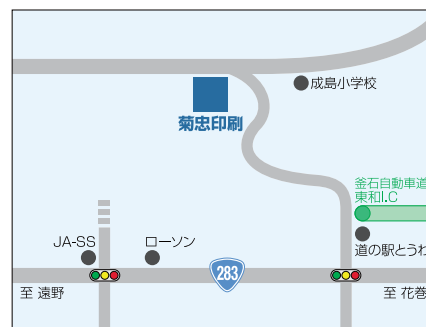 成島小学校
菊忠印刷
釜石自動車道
東和I.C
道の駅とうわ
JA-SS
ローソン
283
至 遠野
至 花巻